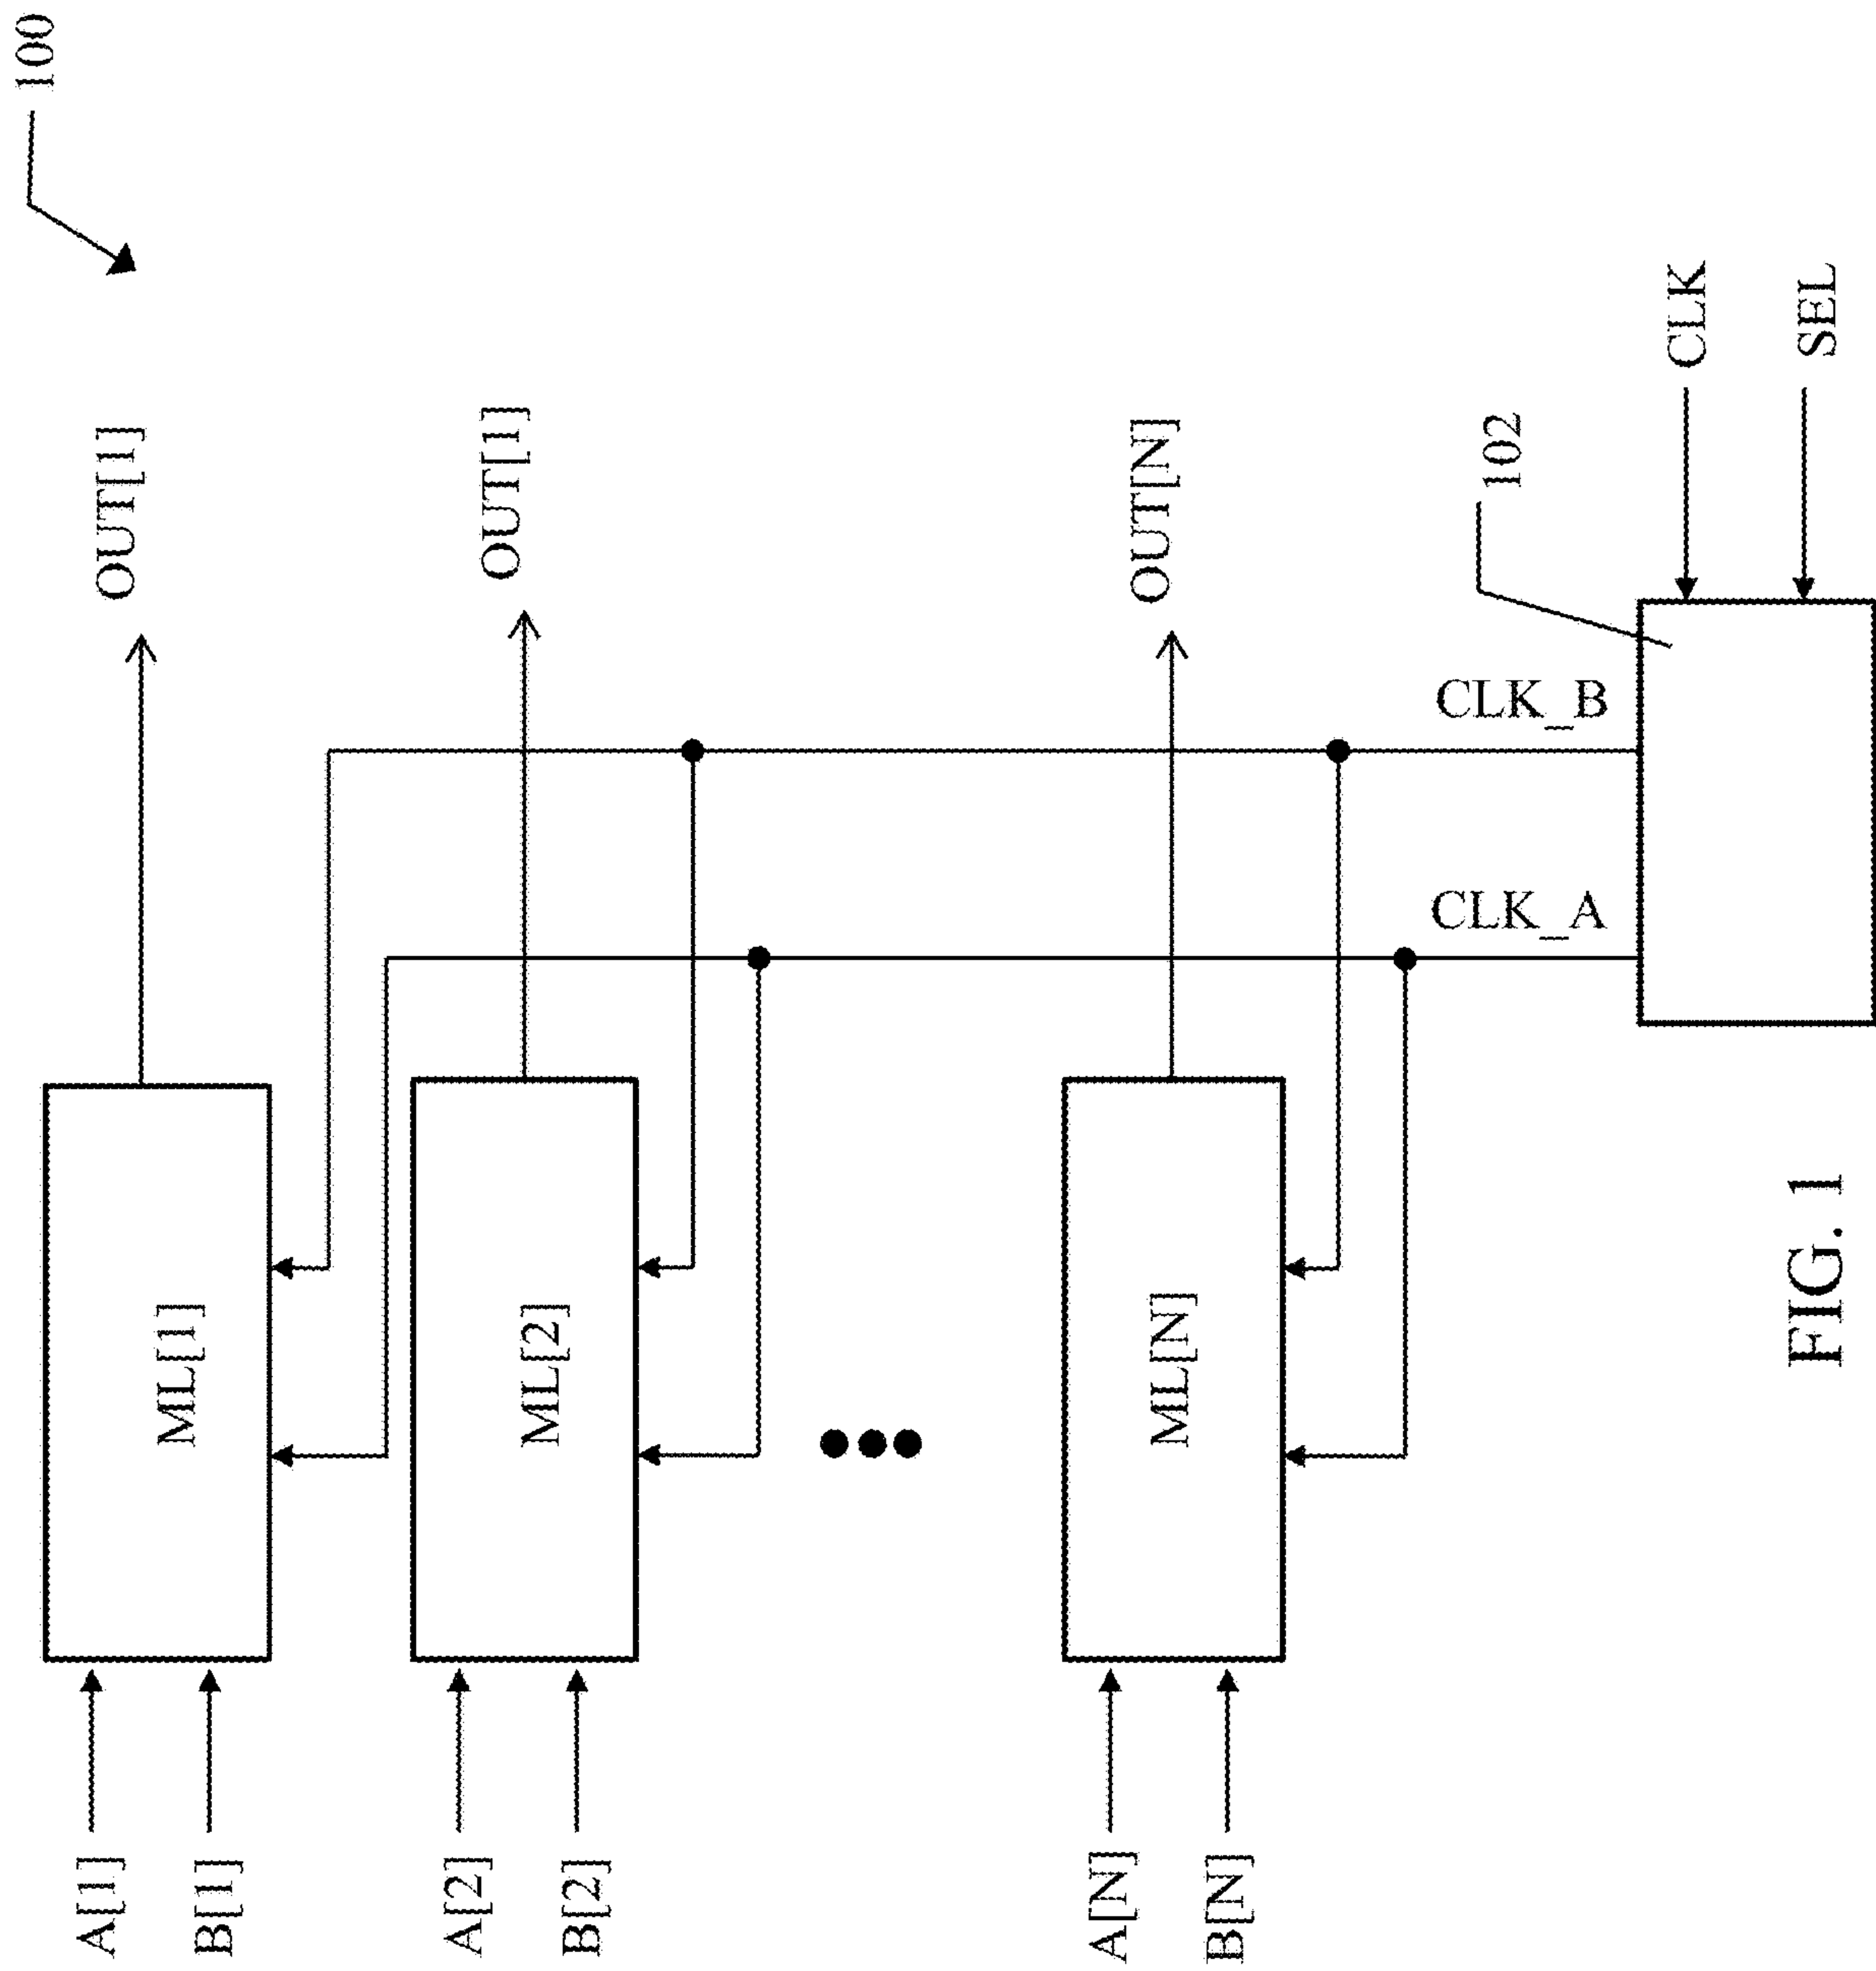 100
A[1]
B[1]
ML[1]
OUT[1]
A[2]
B[2]
ML[2]
OUT[1]
A[N]
B[N]
ML[N]
OUT[N]
CLK_A
CLK_B
102
CLK
SEL
FIG. 1